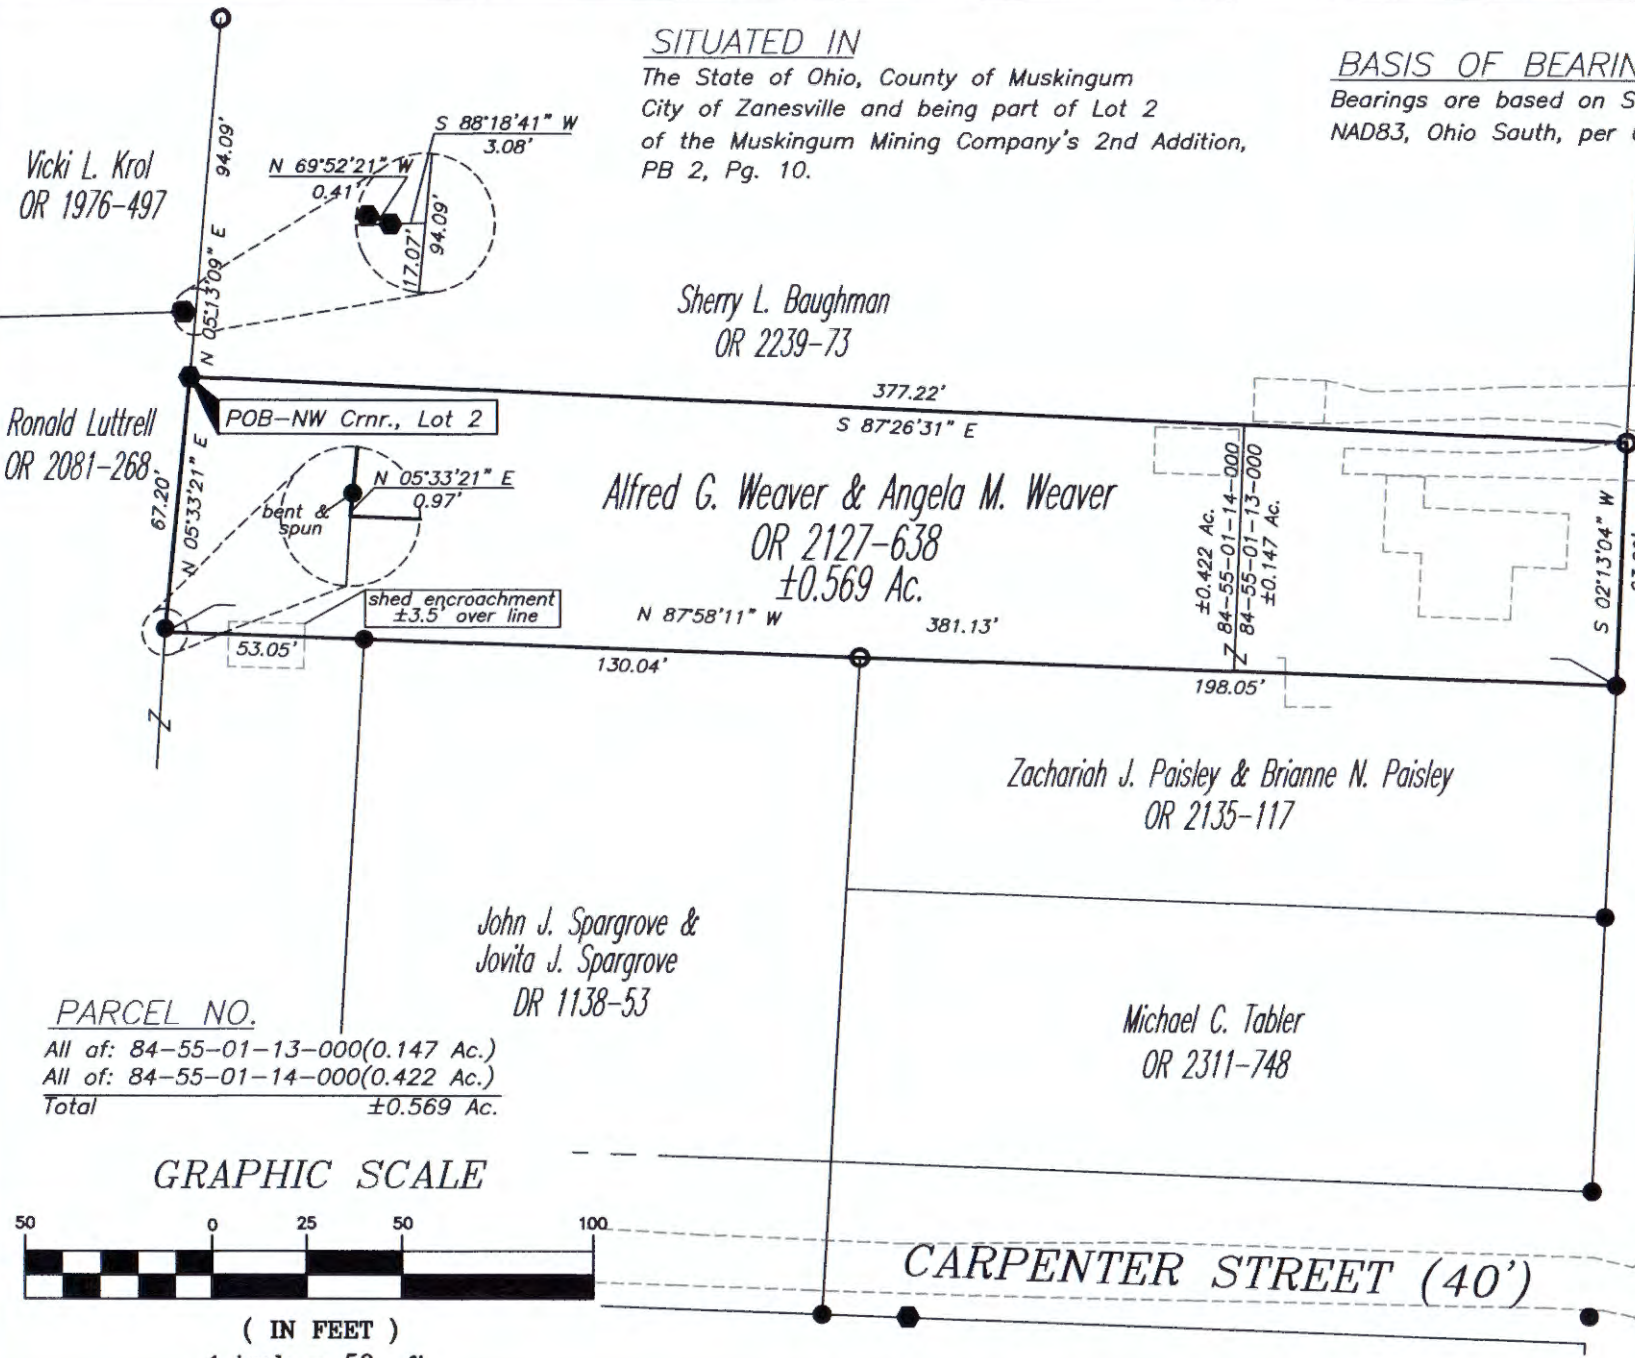 SITUATED IN
The State of Ohio, County of Muskingum
City of Zanesville and being part of Lot 2
of the Muskingum Mining Company's 2nd Addition,
PB 2, Pg. 10.
BASIS OF BEARIN
Bearings are based on S
NAD83, Ohio South, per
Vicki L. Krol
OR 1976-497
94.09'
N 05°13'09" E
S 88°18'41" W
3.08'
N 69°52'21" W
0.41'
17.07'
94.09'
Sherry L. Baughman
OR 2239-73
Ronald Luttrell
OR 2081-268
POB-NW Crnr., Lot 2
377.22'
S 87°26'31" E
67.20'
N 05°33'21" E
bent &
spun
N 05°33'21" E
0.97'
Alfred G. Weaver & Angela M. Weaver
OR 2127-638
±0.569 Ac.
±0.422 Ac.
84-55-01-14-000
84-55-01-13-000
±0.147 Ac.
S 02°13'04" W
shed encroachment
±3.5' over line
N 87°58'11" W
381.13'
53.05'
130.04'
198.05'
Z
Z
Z
Zachariah J. Paisley & Brianne N. Paisley
OR 2135-117
John J. Spargrove &
Jovita J. Spargrove
DR 1138-53
Michael C. Tabler
OR 2311-748
PARCEL NO.
All of: 84-55-01-13-000(0.147 Ac.)
All of: 84-55-01-14-000(0.422 Ac.)
Total ±0.569 Ac.
GRAPHIC SCALE
50 0 25 50 100
( IN FEET )
CARPENTER STREET (40')